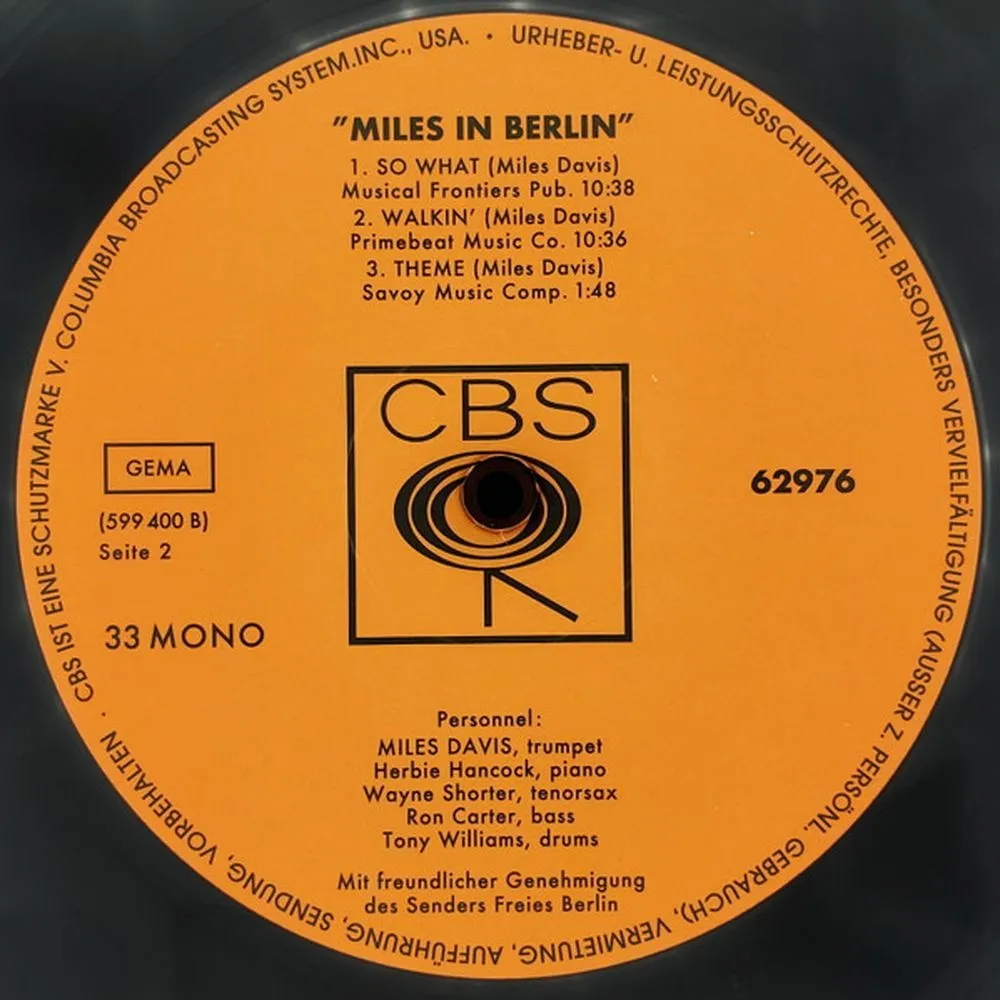 CBS IST EINE SCHUTZMARKE V. COLUMBIA BROADCASTING SYSTEM.INC., USA. · URHEBER- U. LEISTUNGSSCHUTZRECHTE, BESONDERS VERVIELFÄLTIGUNG (AUSSER Z. PERSÖNL. GEBRAUCH), VERMIETUNG, AUFFÜHRUNG, SENDUNG, VORBEHALTEN ·
"MILES IN BERLIN"
1. SO WHAT (Miles Davis)
Musical Frontiers Pub. 10:38
2. WALKIN' (Miles Davis)
Primebeat Music Co. 10:36
3. THEME (Miles Davis)
Savoy Music Comp. 1:48
CBS
GEMA
(599 400 B)
Seite 2
62976
33 MONO
Personnel:
MILES DAVIS, trumpet
Herbie Hancock, piano
Wayne Shorter, tenorsax
Ron Carter, bass
Tony Williams, drums
Mit freundlicher Genehmigung
des Senders Freies Berlin